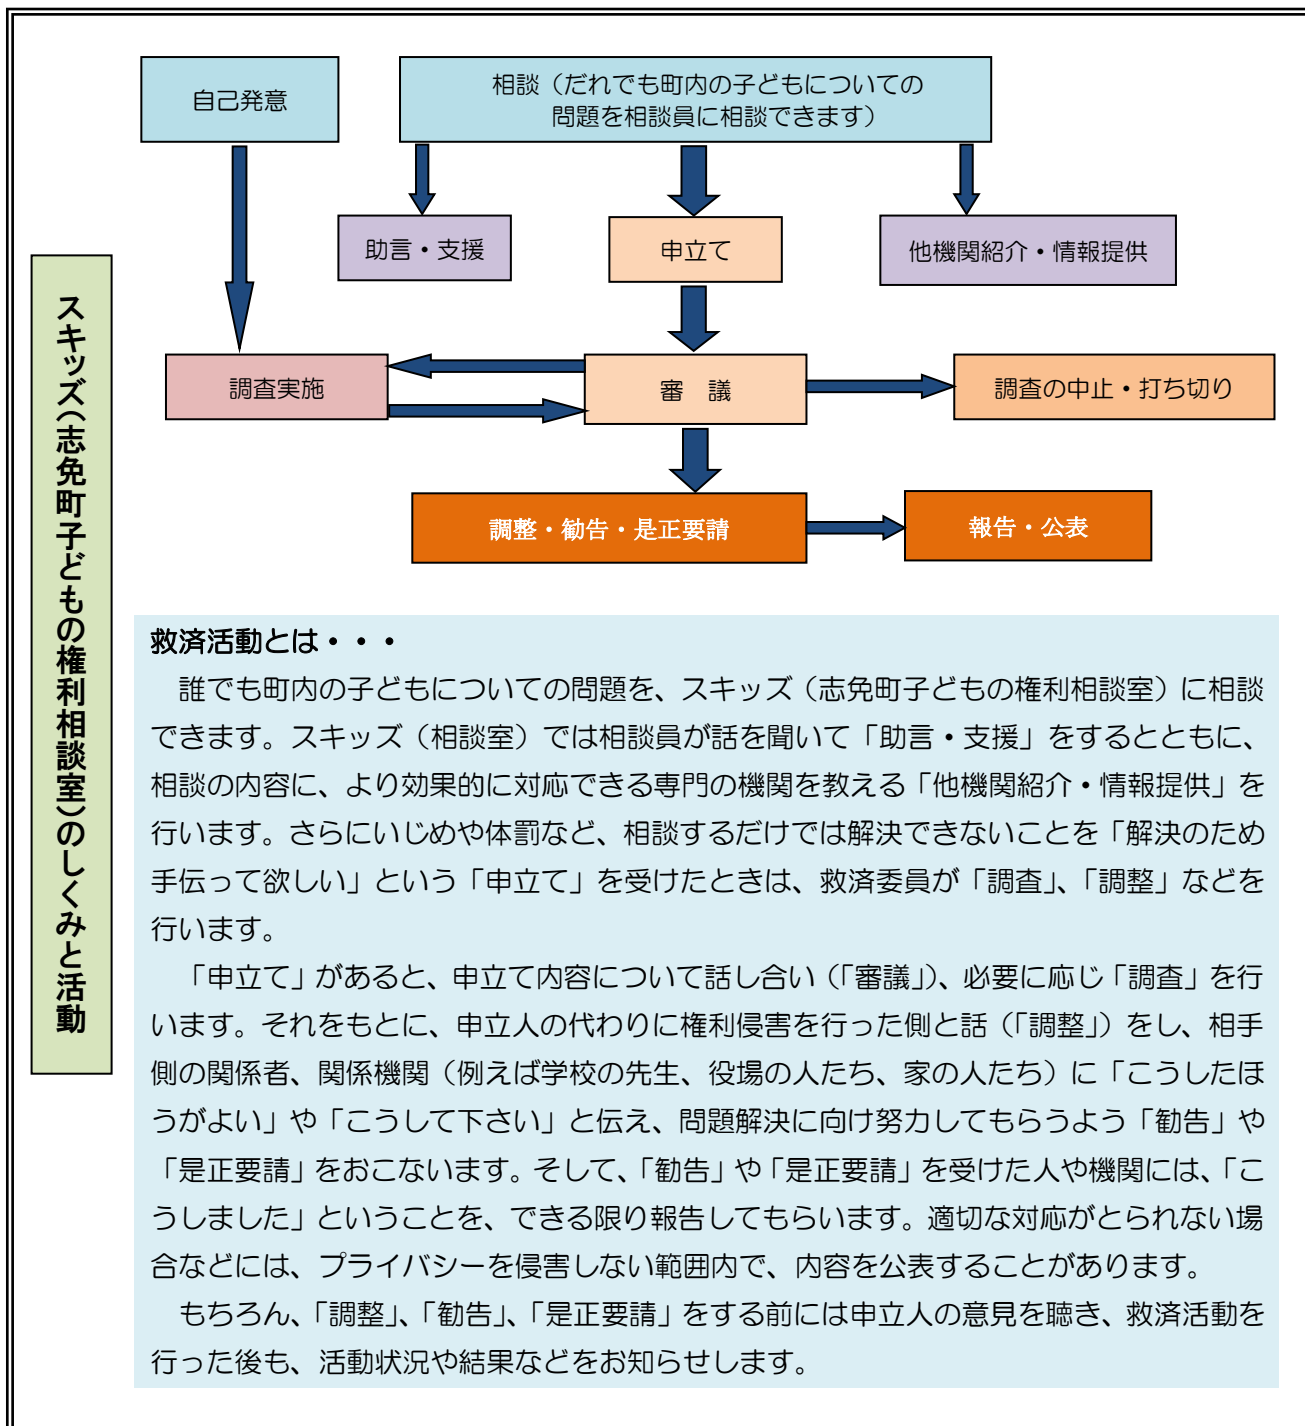 自己発意
相談（だれでも町内の子どもについての
問題を相談員に相談できます）
助言・支援
申立て
他機関紹介・情報提供
スキッズ（志免町子どもの権利相談室）のしくみと活動
調査実施
審　議
調査の中止・打ち切り
調整・勧告・是正要請
報告・公表
救済活動とは・・・
誰でも町内の子どもについての問題を、スキッズ（志免町子どもの権利相談室）に相談
できます。スキッズ（相談室）では相談員が話を聞いて「助言・支援」をするとともに、
相談の内容に、より効果的に対応できる専門の機関を教える「他機関紹介・情報提供」を
行います。さらにいじめや体罰など、相談するだけでは解決できないことを「解決のため
手伝って欲しい」という「申立て」を受けたときは、救済委員が「調査」、「調整」などを
行います。
「申立て」があると、申立て内容について話し合い（「審議」）、必要に応じ「調査」を行
います。それをもとに、申立人の代わりに権利侵害を行った側と話（「調整」）をし、相手
側の関係者、関係機関（例えば学校の先生、役場の人たち、家の人たち）に「こうしたほ
うがよい」や「こうして下さい」と伝え、問題解決に向け努力してもらうよう「勧告」や
「是正要請」をおこないます。そして、「勧告」や「是正要請」を受けた人や機関には、「こ
うしました」ということを、できる限り報告してもらいます。適切な対応がとられない場
合などには、プライバシーを侵害しない範囲内で、内容を公表することがあります。
もちろん、「調整」、「勧告」、「是正要請」をする前には申立人の意見を聴き、救済活動を
行った後も、活動状況や結果などをお知らせします。